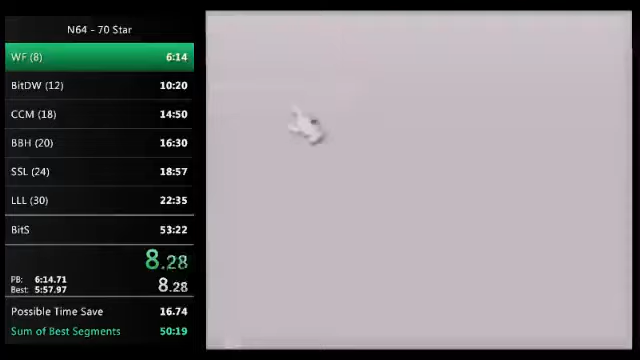 N64 - 70 Star
WF (8) 6:14
BitDW (12) 10:20
CCM (18) 14:50
BBH (20) 16:30
SSL (24) 18:57
LLL (30) 22:35
BitS 53:22
8.28
PB: 6:14.71
Best: 5:57.97
8.28
Possible Time Save 16.74
Sum of Best Segments 50:19